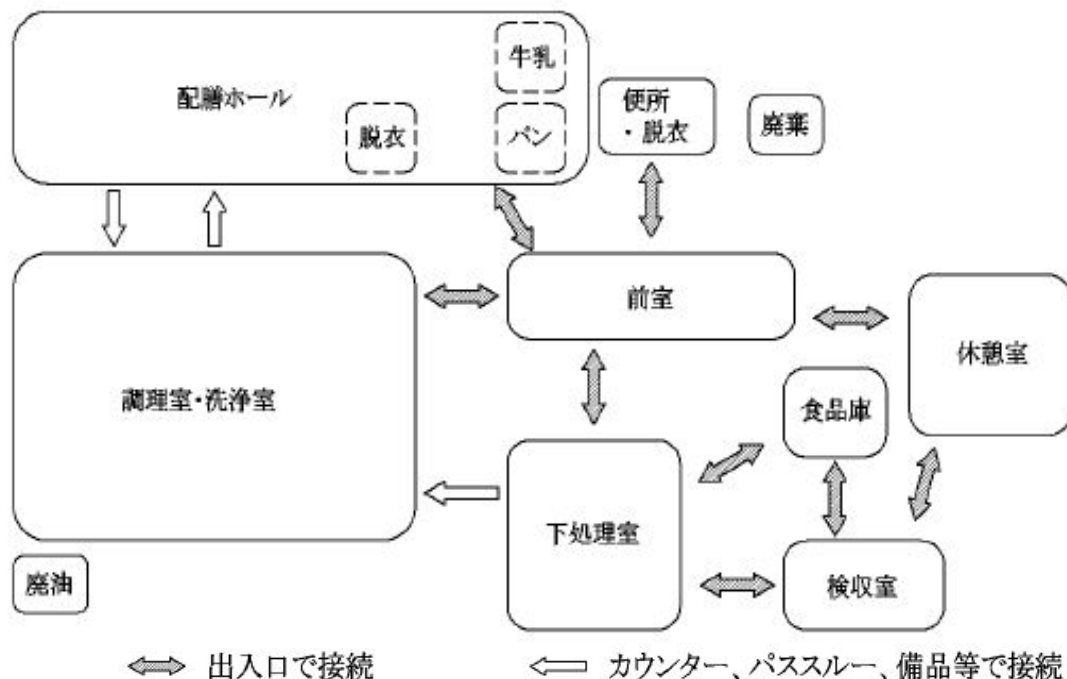 牛乳
配膳ホール
脱衣
パン
便所
・脱衣
廃棄
前室
休憩室
調理室・洗浄室
食品庫
下処理室
検収室
廃油
出入口で接続
カウンター、パススルー、備品等で接続